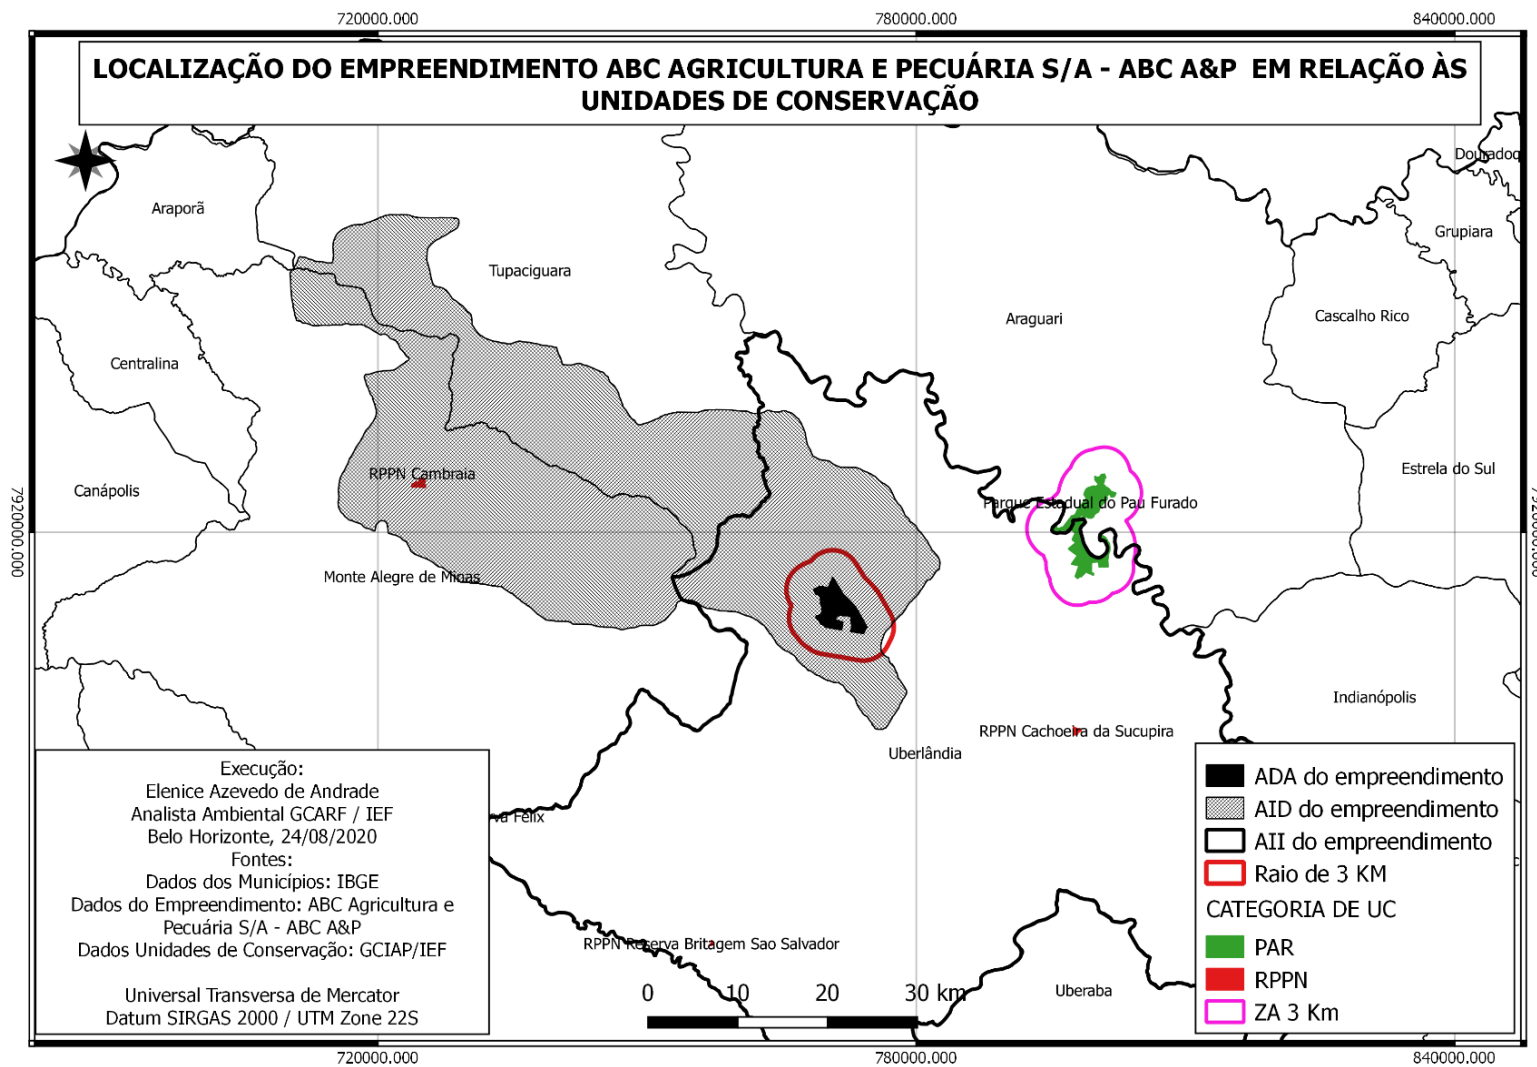 720000.000
780000.000
840000.000
LOCALIZAÇÃO DO EMPREENDIMENTO ABC AGRICULTURA E PECUÁRIA S/A - ABC A&P EM RELAÇÃO ÀS
UNIDADES DE CONSERVAÇÃO
Douradoq
Araporã
Grupiara
Tupaciguara
Araguari
Cascalho Rico
Centralina
RPPN Cambraia
Estrela do Sul
Canápolis
Parque Estadual do Pau Furado
7920000.000
7920000.000
Monte Alegre de Minas
Indianópolis
RPPN Cachoeira da Sucupira
Uberlândia
Execução:
Elenice Azevedo de Andrade
Analista Ambiental GCARF / IEF
Belo Horizonte, 24/08/2020
Fontes:
Dados dos Municípios: IBGE
Dados do Empreendimento: ABC Agricultura e
Pecuária S/A - ABC A&P
Dados Unidades de Conservação: GCIAP/IEF
Universal Transversa de Mercator
Datum SIRGAS 2000 / UTM Zone 22S
va Félix
RPPN Reserva Britagem Sao Salvador
0 10 20 30 km
Uberaba
ADA do empreendimento
AID do empreendimento
AII do empreendimento
Raio de 3 KM
CATEGORIA DE UC
PAR
RPPN
ZA 3 Km
720000.000
780000.000
840000.000